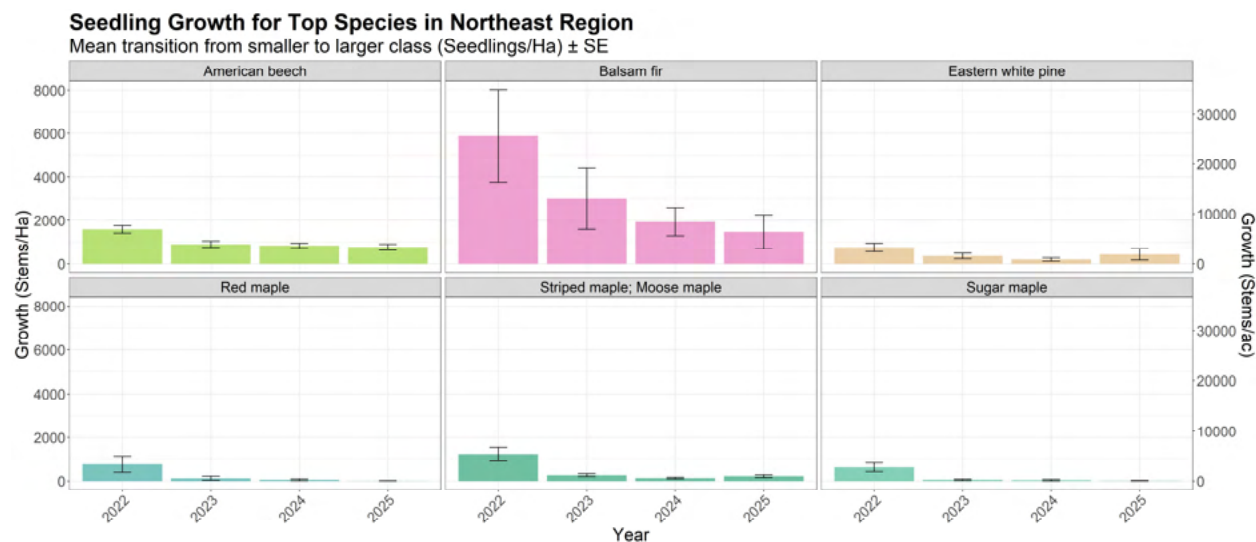 Seedling Growth for Top Species in Northeast Region
Mean transition from smaller to larger class (Seedlings/Ha) ± SE
American beech
Balsam fir
Eastern white pine
8000
6000
4000
2000
0
30000
20000
10000
0
Growth (Stems/Ha)
Growth (Stems/ac)
Red maple
Striped maple; Moose maple
Sugar maple
8000
6000
4000
2000
0
30000
20000
10000
0
2022
2023
2024
2025
2022
2023
2024
2025
2022
2023
2024
2025
Year